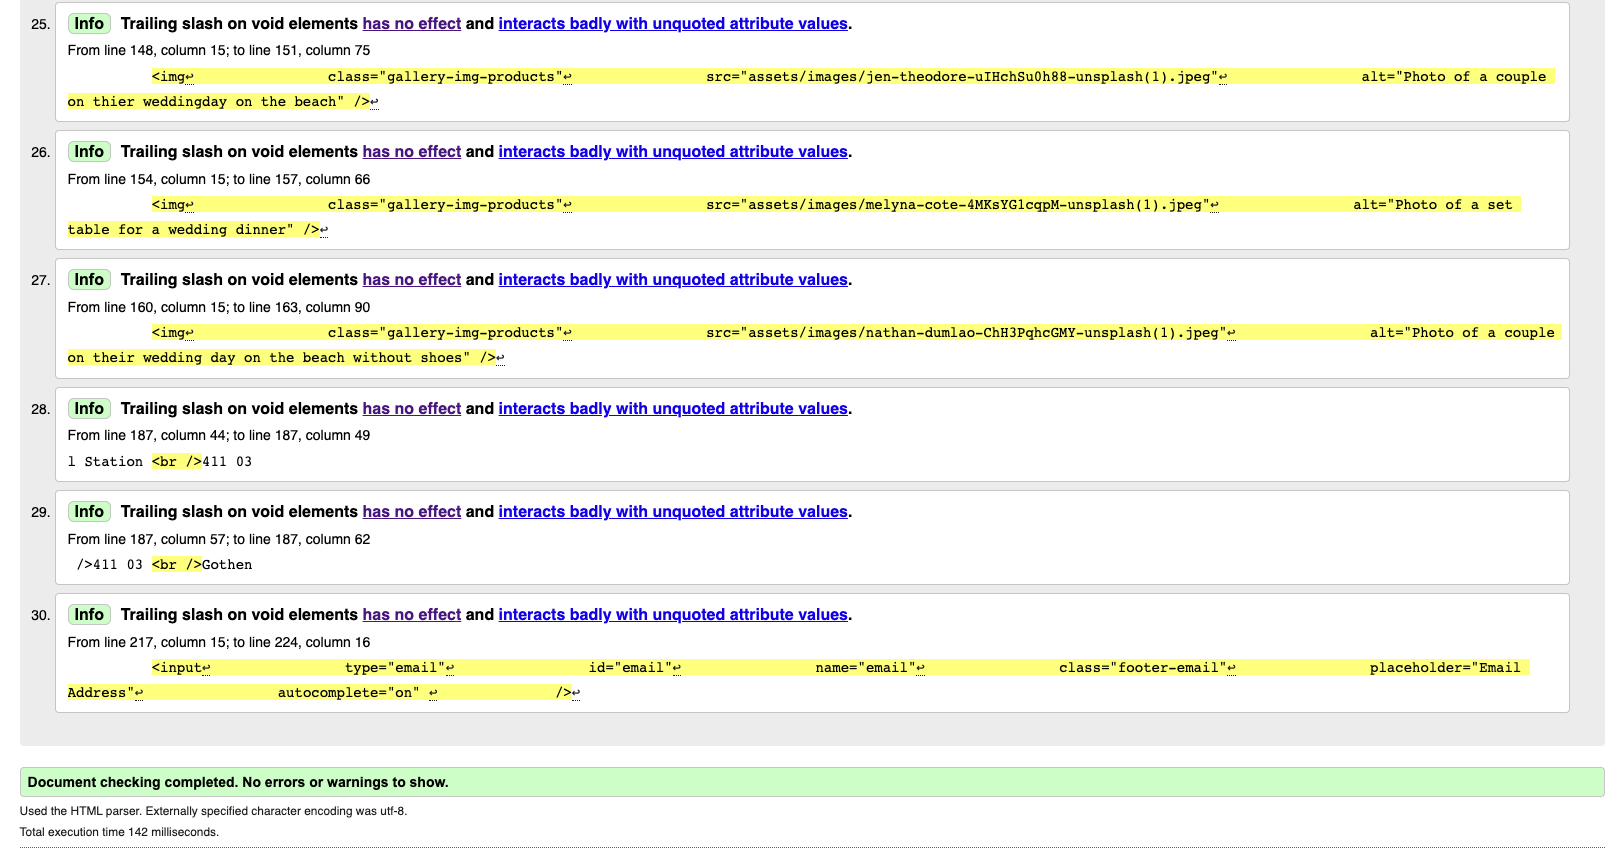 25. Info Trailing slash on void elements has no effect and interacts badly with unquoted attribute values.
From line 148, column 15; to line 151, column 75
<img↩ class="gallery-img-products"↩ src="assets/images/jen-theodore-uIHchSu0h88-unsplash(1).jpeg"↩ alt="Photo of a couple
on thier weddingday on the beach" />↩
26. Info Trailing slash on void elements has no effect and interacts badly with unquoted attribute values.
From line 154, column 15; to line 157, column 66
<img↩ class="gallery-img-products"↩ src="assets/images/melyna-cote-4MKsYG1cqpM-unsplash(1).jpeg"↩ alt="Photo of a set
table for a wedding dinner" />↩
27. Info Trailing slash on void elements has no effect and interacts badly with unquoted attribute values.
From line 160, column 15; to line 163, column 90
<img↩ class="gallery-img-products"↩ src="assets/images/nathan-dumlao-ChH3PqhcGMY-unsplash(1).jpeg"↩ alt="Photo of a couple
on their wedding day on the beach without shoes" />↩
28. Info Trailing slash on void elements has no effect and interacts badly with unquoted attribute values.
From line 187, column 44; to line 187, column 49
l Station <br />411 03
29. Info Trailing slash on void elements has no effect and interacts badly with unquoted attribute values.
From line 187, column 57; to line 187, column 62
/>411 03 <br />Gothen
30. Info Trailing slash on void elements has no effect and interacts badly with unquoted attribute values.
From line 217, column 15; to line 224, column 16
<input↩ type="email"↩ id="email"↩ name="email"↩ class="footer-email"↩ placeholder="Email
Address"↩ autocomplete="on" ↩ />↩
Document checking completed. No errors or warnings to show.
Used the HTML parser. Externally specified character encoding was utf-8.
Total execution time 142 milliseconds.